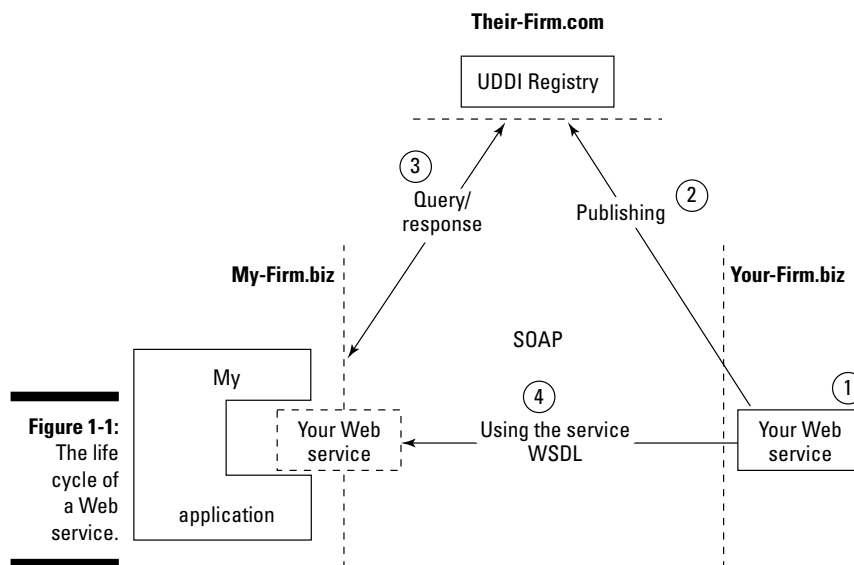 Their-Firm.com
UDDI Registry
3
Query/
response
2
Publishing
My-Firm.biz
Your-Firm.biz
SOAP
My
application
Your Web
service
4
Using the service
WSDL
1
Your Web
service
Figure 1-1:
The life
cycle of
a Web
service.